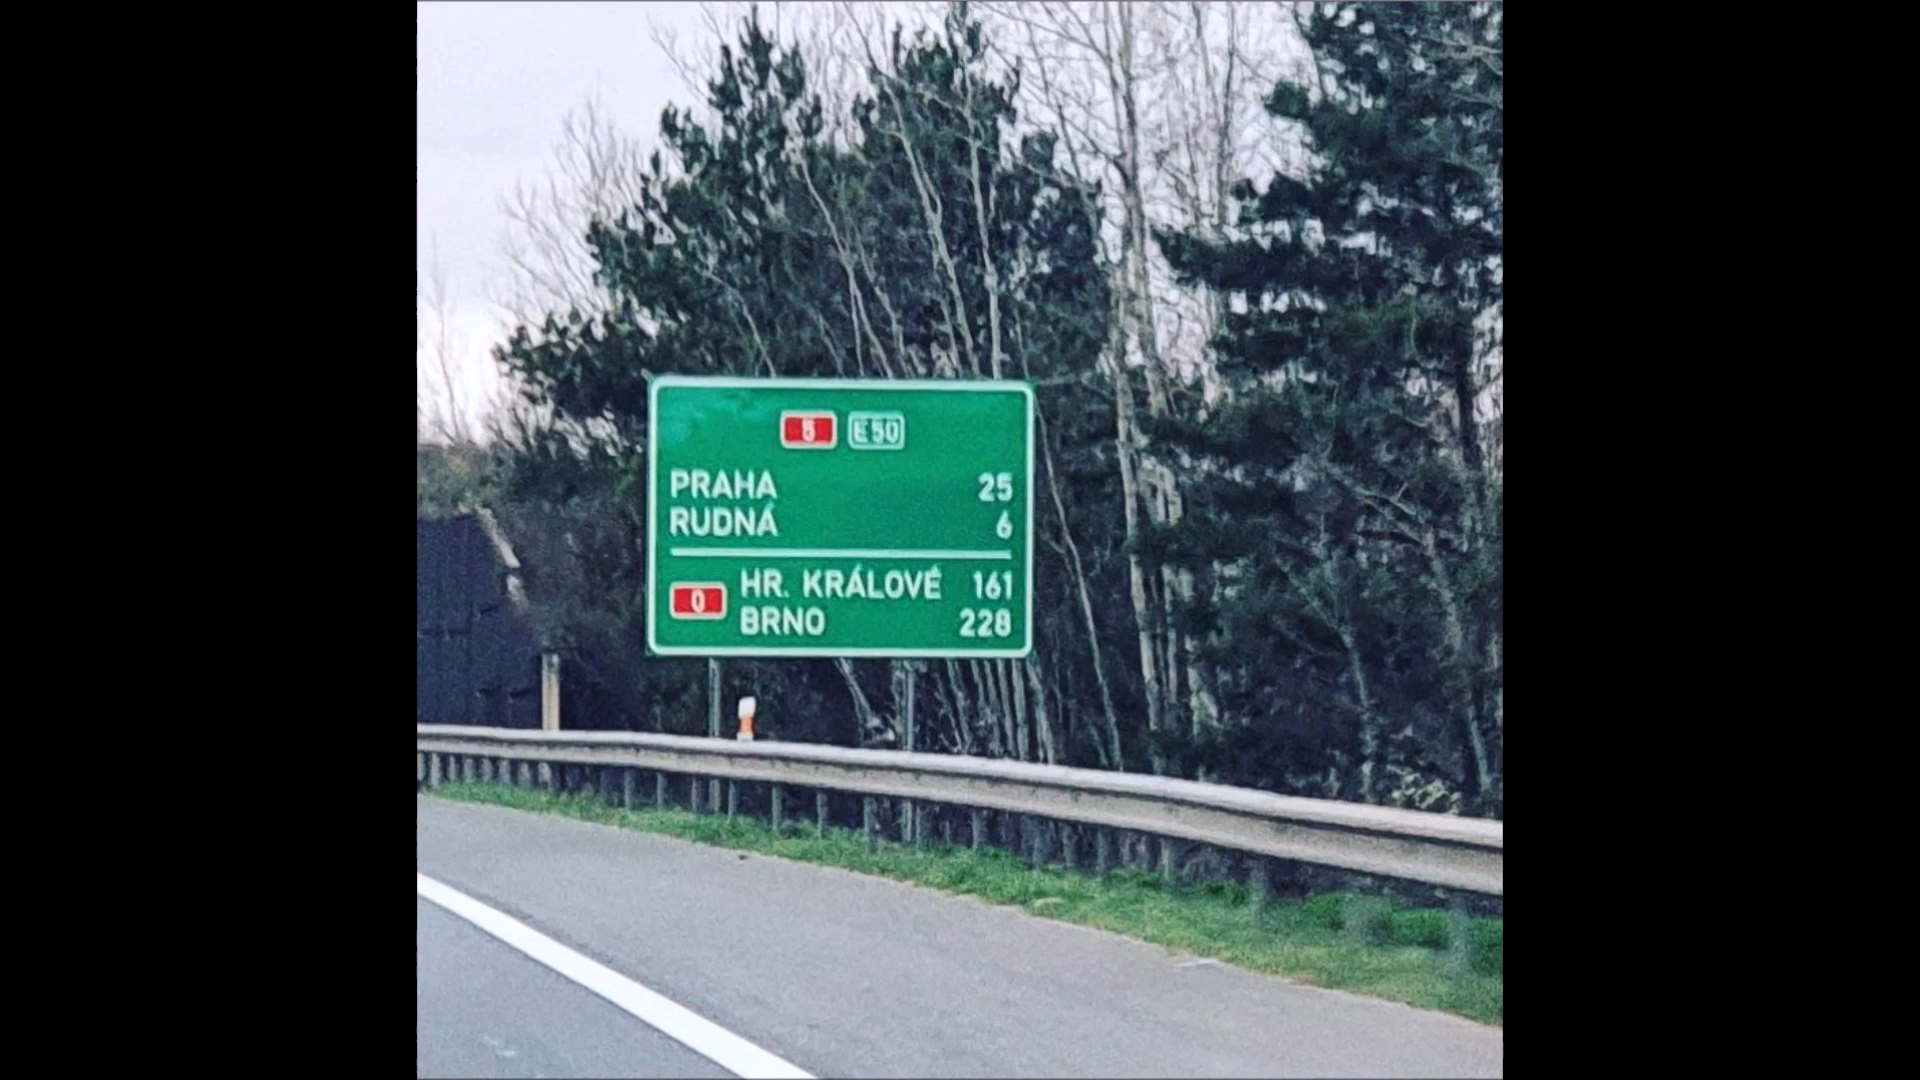 5 E50
PRAHA 25
RUDNÁ 6
0 HR. KRÁLOVÉ 161
BRNO 228